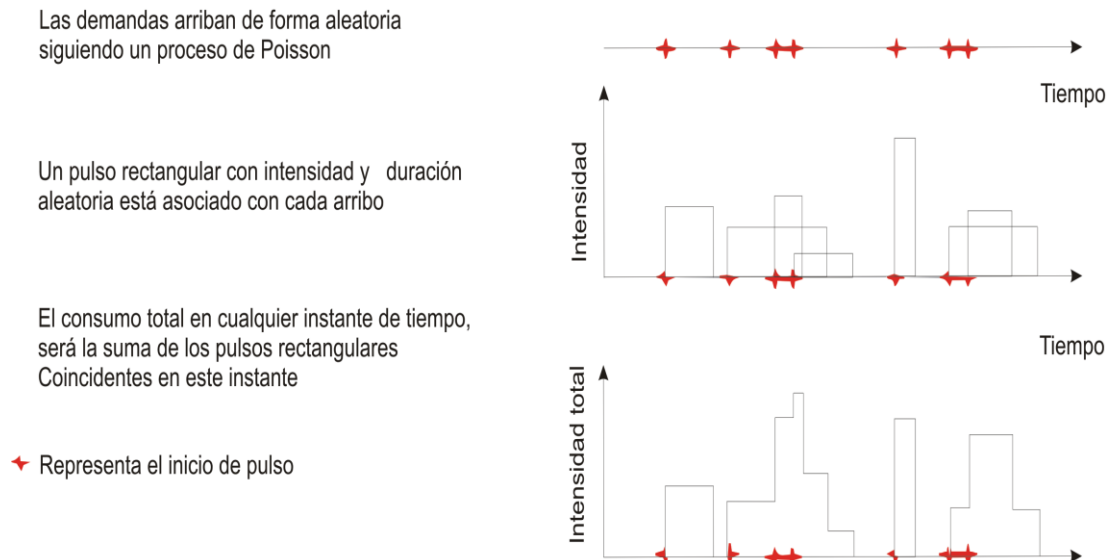 Las demandas arriban de forma aleatoria
siguiendo un proceso de Poisson
Tiempo
Un pulso rectangular con intensidad y duración
aleatoria está asociado con cada arribo
Intensidad
El consumo total en cualquier instante de tiempo,
será la suma de los pulsos rectangulares
Coincidentes en este instante
Tiempo
Intensidad total
Representa el inicio de pulso